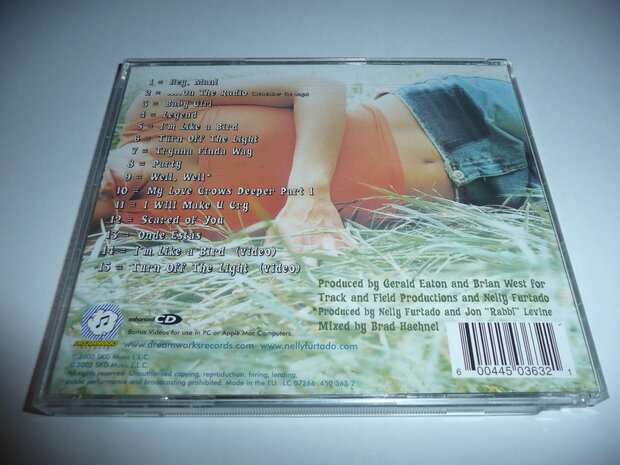 1 = Hey, Man!
2 = ....On The Radio (remember the days)
3 = Baby Girl
4 = Legend
5 = I'm Like a Bird
6 = Turn Off The Light
7 = Trynna Finda Way
8 = Party
9 = Well, Well*
10 = My Love Grows Deeper Part 1
11 = I Will Make U Cry
12 = Scared of You
13 = Onde Estás
14 = I'm Like a Bird (video)
15 = Turn Off The Light (video)
Produced by Gerald Eaton and Brian West For
Track and Field Productions and Nelly Furtado
*Produced by Nelly Furtado and Jon "Rabbi" Levine
Mixed by Brad Haehnel
DREAMWORKS
enhanced CD
Bonus Videos for use in PC or Apple Mac Computers.
www.dreamworksrecords.com www.nellyfurtado.com
© 2000 SKG Music L.L.C.
℗ 2002 SKG Music L.L.C.
All rights reserved. Unauthorised copying, reproduction, hiring, lending,
public performance and broadcasting prohibited. Made in the EU. LC 07266 450 363-2
6 00445 03632 1